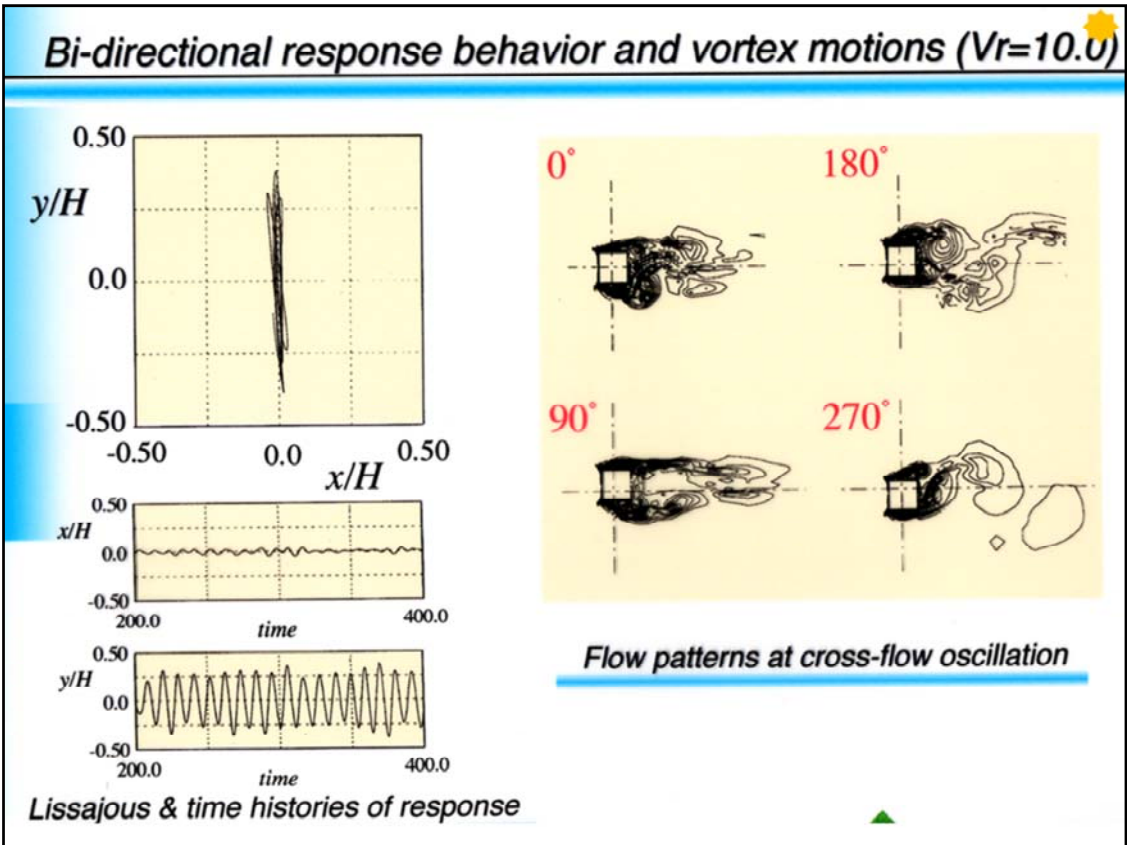 Bi-directional response behavior and vortex motions (Vr=10.0)
0.50
y/H
0.0
-0.50
-0.50 0.0 0.50
x/H
0.50
x/H
0.0
-0.50
200.0 400.0
time
0.50
y/H
0.0
-0.50
200.0 400.0
time
Lissajous & time histories of response
0° 180°
90° 270°
Flow patterns at cross-flow oscillation